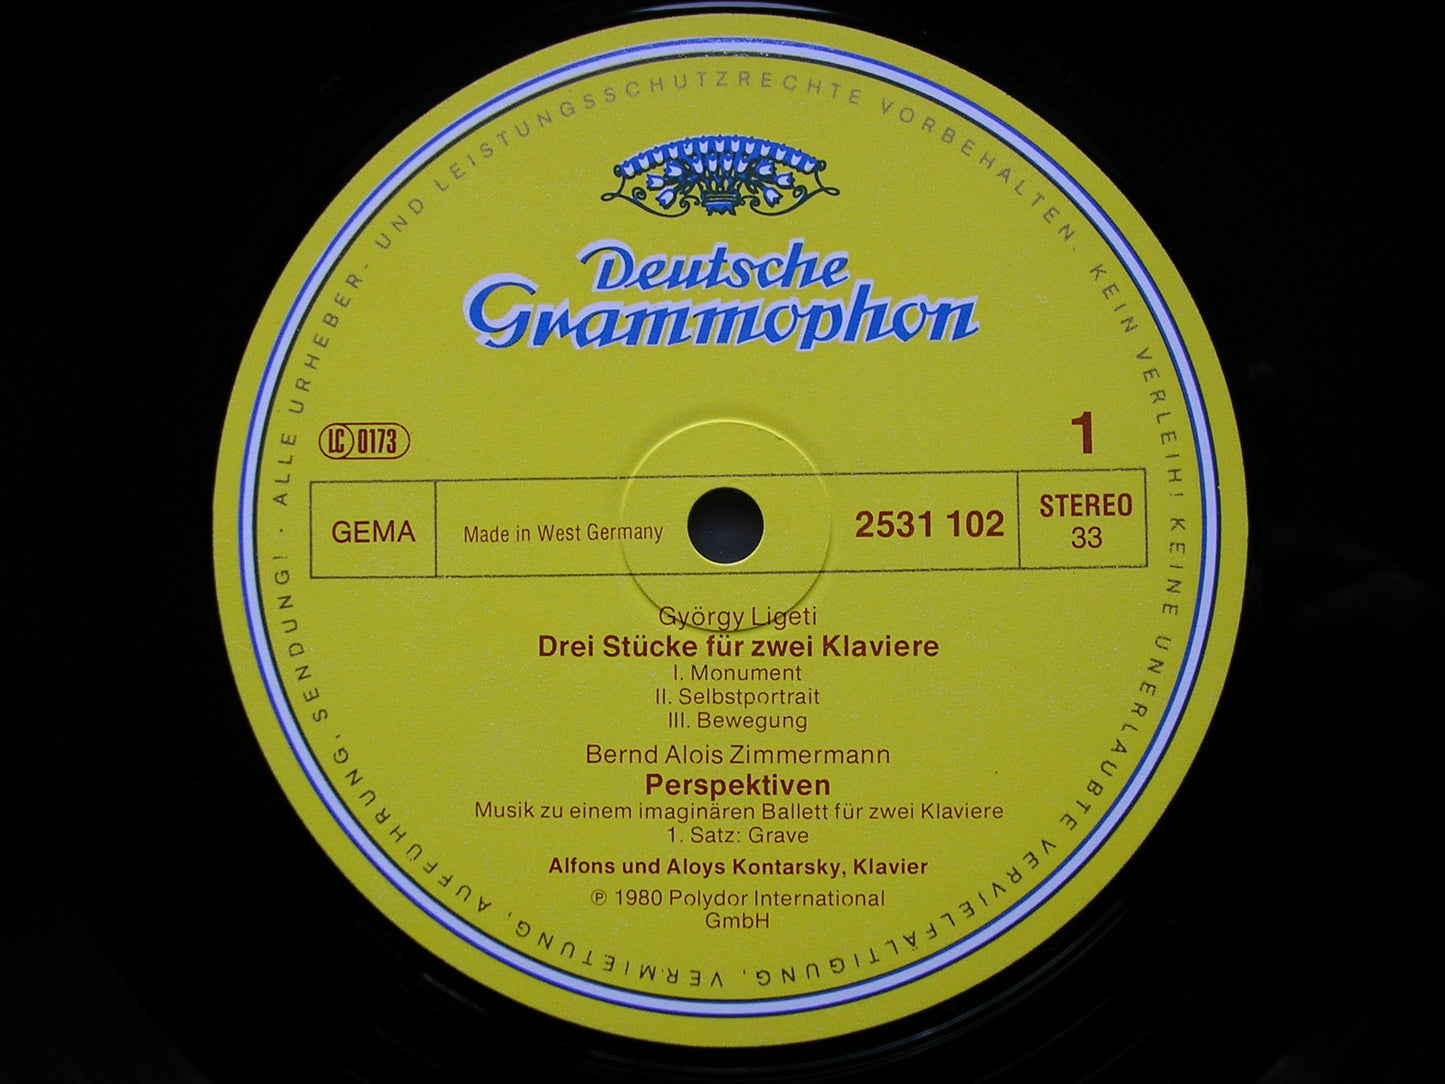 ALLE URHEBER- UND LEISTUNGSSCHUTZRECHTE VORBEHALTEN- KEIN VERLEIH! KEINE UNERLAUBTE VERVIELFÄLTIGUNG, VERMIETUNG, AUFFÜHRUNG, SENDUNG! ·
Deutsche
Grammophon
LC 0173
1
GEMA
Made in West Germany
2531 102
STEREO
33
György Ligeti
Drei Stücke für zwei Klaviere
I. Monument
II. Selbstportrait
III. Bewegung
Bernd Alois Zimmermann
Perspektiven
Musik zu einem imaginären Ballett für zwei Klaviere
1. Satz: Grave
Alfons und Aloys Kontarsky, Klavier
℗ 1980 Polydor International
GmbH